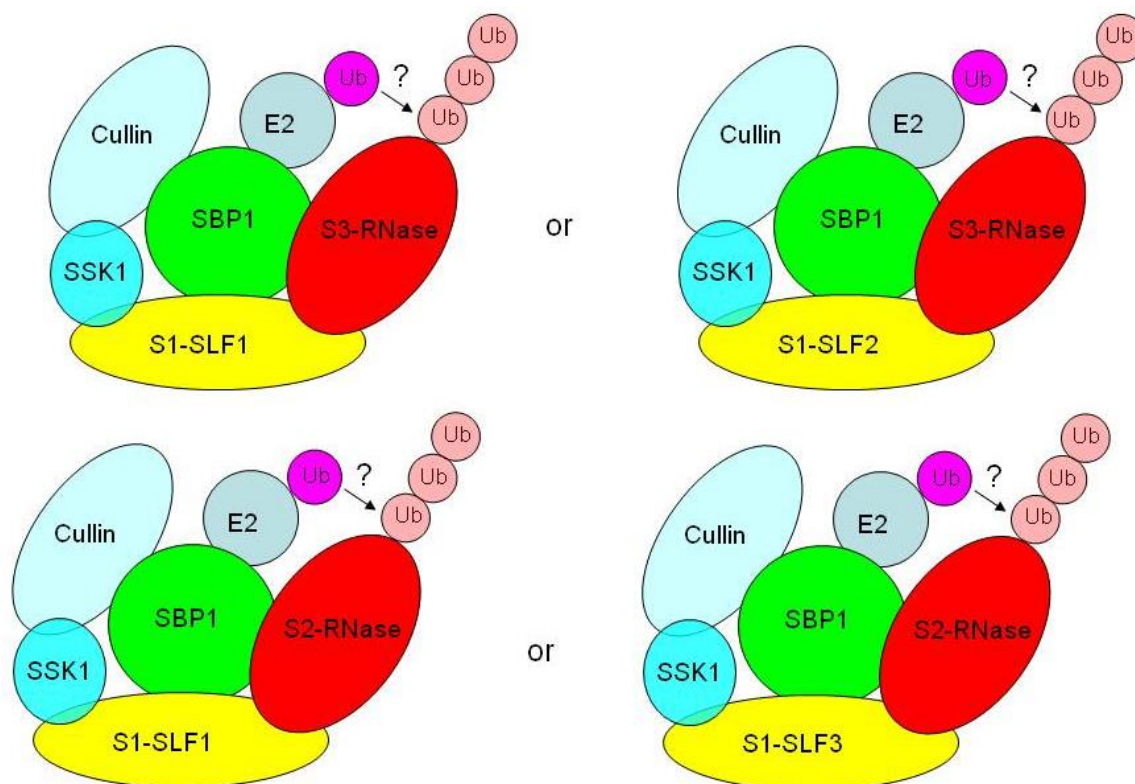 Ub
Ub
Ub ? Ub
Cullin E2
SBP1
S3-RNase
SSK1
S1-SLF1
or
Ub
Ub
Ub ? Ub
Cullin E2
SBP1
S3-RNase
SSK1
S1-SLF2
Ub
Ub
Ub ? Ub
Cullin E2
SBP1
S2-RNase
SSK1
S1-SLF1
or
Ub
Ub
Ub ? Ub
Cullin E2
SBP1
S2-RNase
SSK1
S1-SLF3